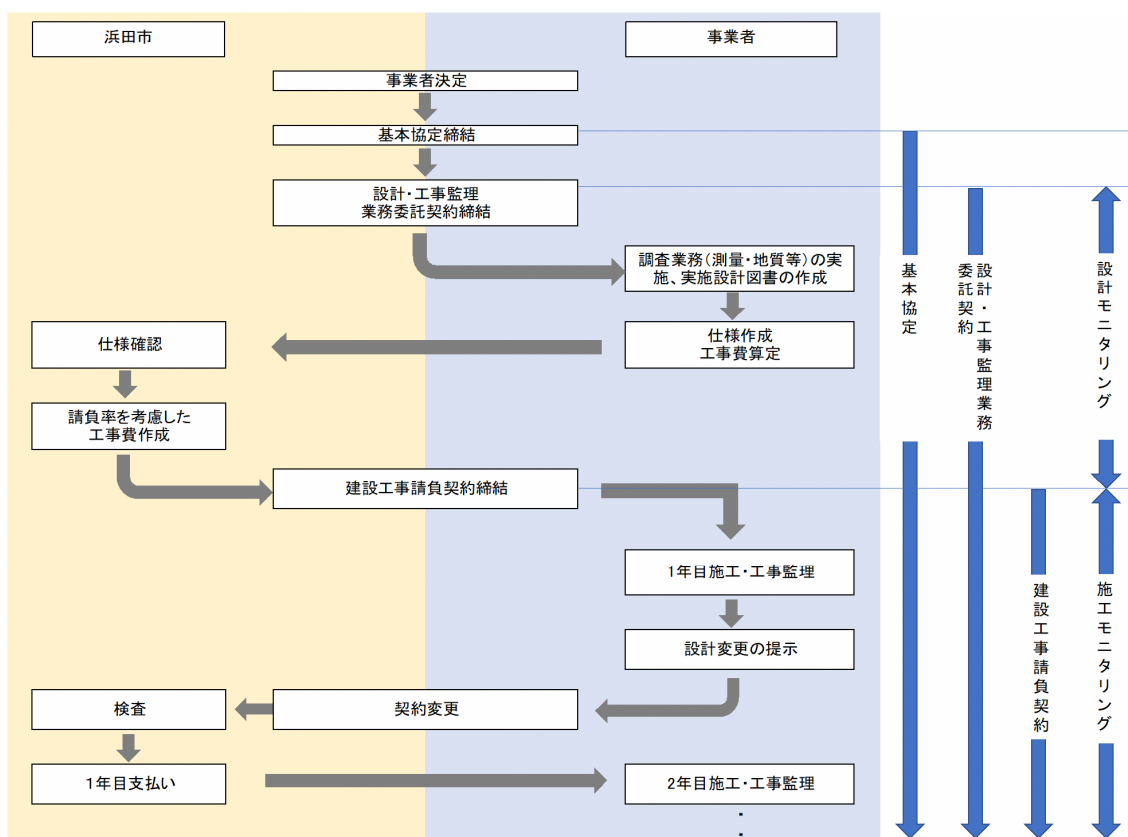 浜田市
事業者
事業者決定
基本協定締結
設計・工事監理
業務委託契約締結
調査業務(測量・地質等)の実
施、実施設計図書の作成
仕様作成
工事費算定
仕様確認
請負率を考慮した
工事費作成
建設工事請負契約締結
1年目施工・工事監理
設計変更の提示
契約変更
検査
1年目支払い
2年目施工・工事監理
基本協定
設計・工事監理業務
委託契約
設計モニタリング
建設工事請負契約
施工モニタリング